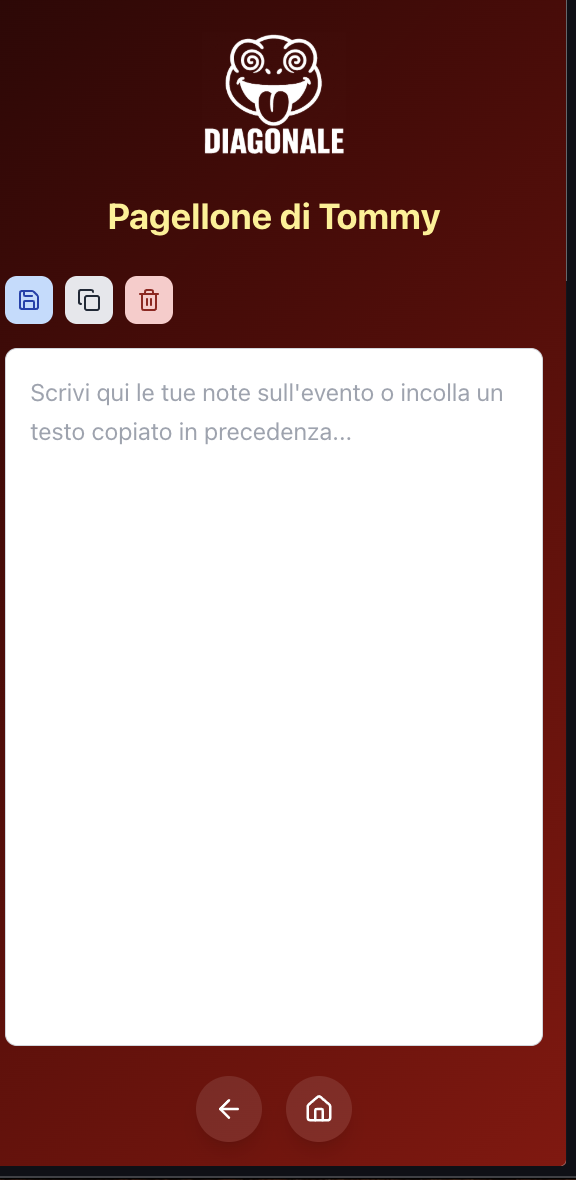 DIAGONALE
Pagellone di Tommy
Scrivi qui le tue note sull'evento o incolla un
testo copiato in precedenza...